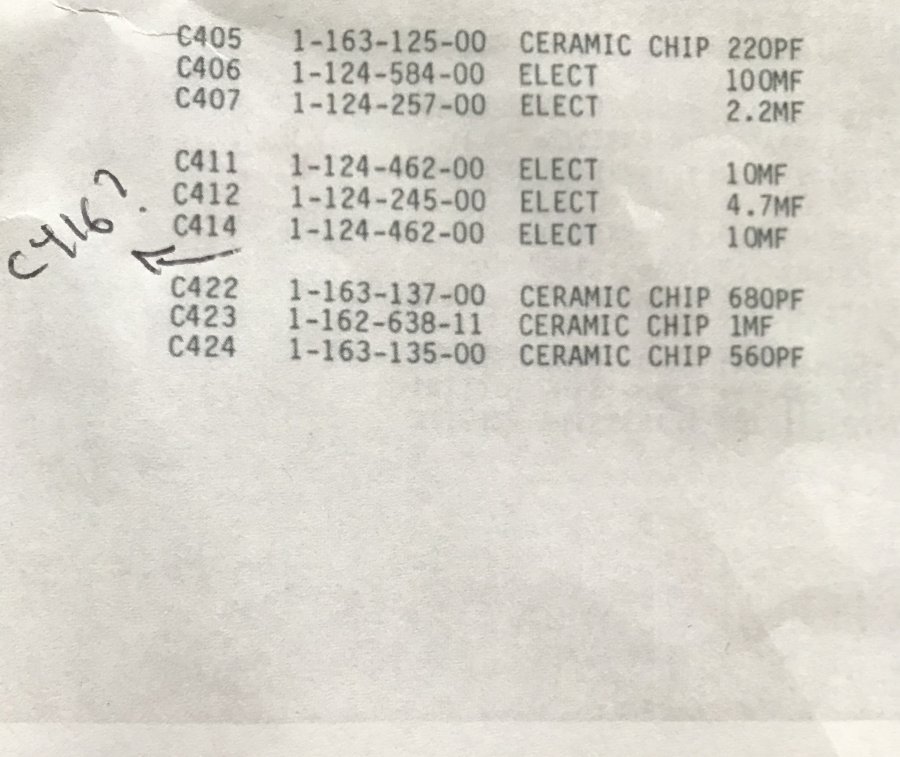 C405 1-163-125-00 CERAMIC CHIP 220PF
C406 1-124-584-00 ELECT 100MF
C407 1-124-257-00 ELECT 2.2MF
C411 1-124-462-00 ELECT 10MF
C412 1-124-245-00 ELECT 4.7MF
C414 1-124-462-00 ELECT 10MF
C416?
C422 1-163-137-00 CERAMIC CHIP 680PF
C423 1-162-638-11 CERAMIC CHIP 1MF
C424 1-163-135-00 CERAMIC CHIP 560PF